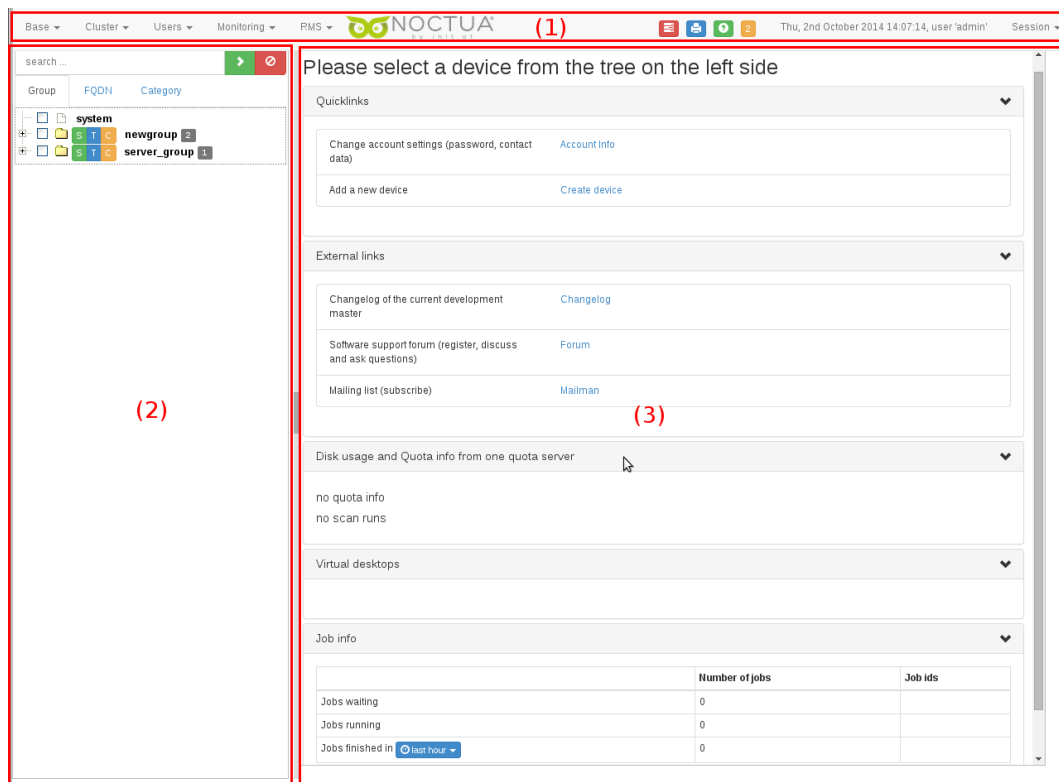 Base Cluster Users Monitoring RMS NOCTUA (1) 2 Thu, 2nd October 2014 14:07:14, user 'admin' Session
by init.at
search ...
Group FQDN Category
system
S T C newgroup 2
S T C server_group 1
(2)
Please select a device from the tree on the left side
Quicklinks
Change account settings (password, contact data) Account Info
Add a new device Create device
External links
Changelog of the current development master Changelog
Software support forum (register, discuss and ask questions) Forum
Mailing list (subscribe) Mailman
(3)
Disk usage and Quota info from one quota server
no quota info
no scan runs
Virtual desktops
Job info
Number of jobs Job ids
Jobs waiting 0
Jobs running 0
Jobs finished in last hour 0